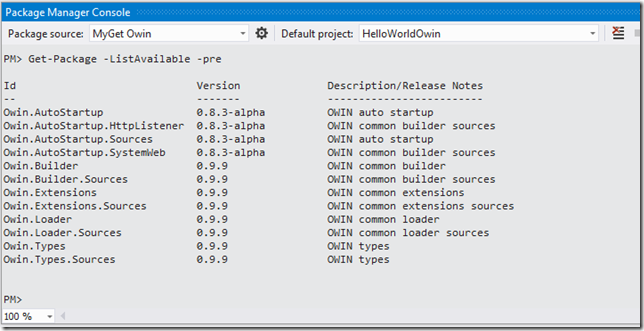 Package Manager Console
Package source: MyGet Owin Default project: HelloWorldOwin
PM> Get-Package -ListAvailable -pre
Id Version Description/Release Notes
-- ------- -------------------------
Owin.AutoStartup 0.8.3-alpha OWIN auto startup
Owin.AutoStartup.HttpListener 0.8.3-alpha OWIN common builder sources
Owin.AutoStartup.Sources 0.8.3-alpha OWIN auto startup
Owin.AutoStartup.SystemWeb 0.8.3-alpha OWIN common builder sources
Owin.Builder 0.9.9 OWIN common builder
Owin.Builder.Sources 0.9.9 OWIN common builder sources
Owin.Extensions 0.9.9 OWIN common extensions
Owin.Extensions.Sources 0.9.9 OWIN common extensions sources
Owin.Loader 0.9.9 OWIN common loader
Owin.Loader.Sources 0.9.9 OWIN common loader sources
Owin.Types 0.9.9 OWIN types
Owin.Types.Sources 0.9.9 OWIN types
PM>
100 %